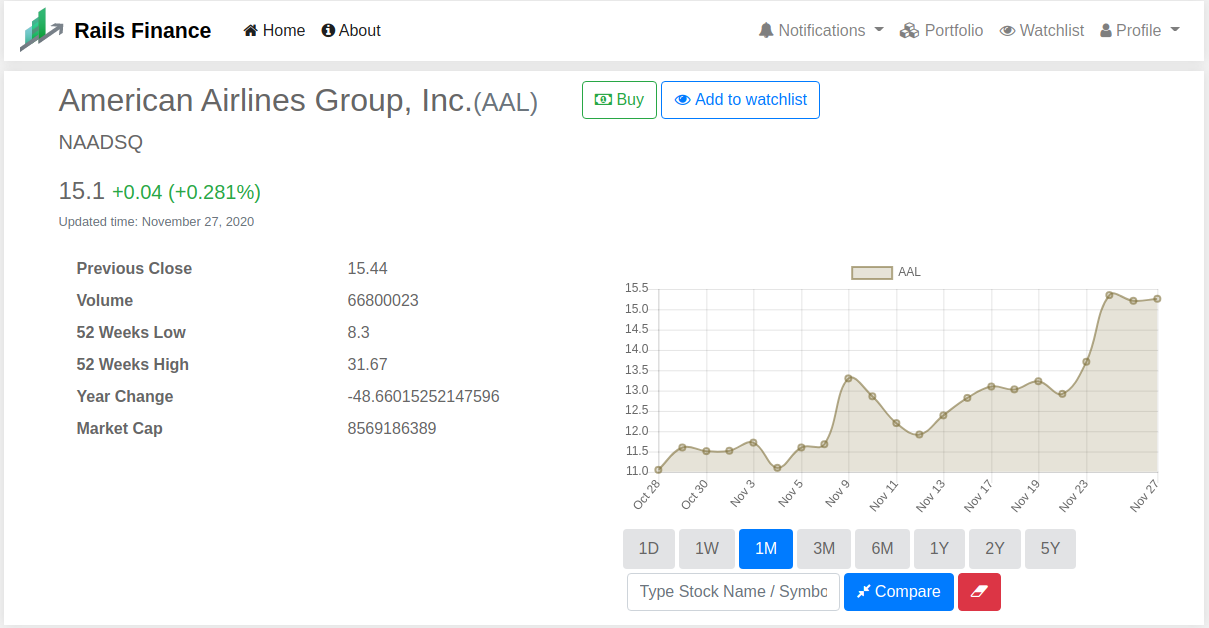 Rails Finance Home About Notifications Portfolio Watchlist Profile
American Airlines Group, Inc.(AAL) Buy Add to watchlist
NAADSQ
15.1 +0.04 (+0.281%)
Updated time: November 27, 2020
Previous Close 15.44
Volume 66800023
52 Weeks Low 8.3
52 Weeks High 31.67
Year Change -48.66015252147596
Market Cap 8569186389
AAL
15.5
15.0
14.5
14.0
13.5
13.0
12.5
12.0
11.5
11.0
Oct 28 Oct 30 Nov 3 Nov 5 Nov 9 Nov 11 Nov 13 Nov 17 Nov 19 Nov 23 Nov 27
1D 1W 1M 3M 6M 1Y 2Y 5Y
Type Stock Name / Symbo Compare